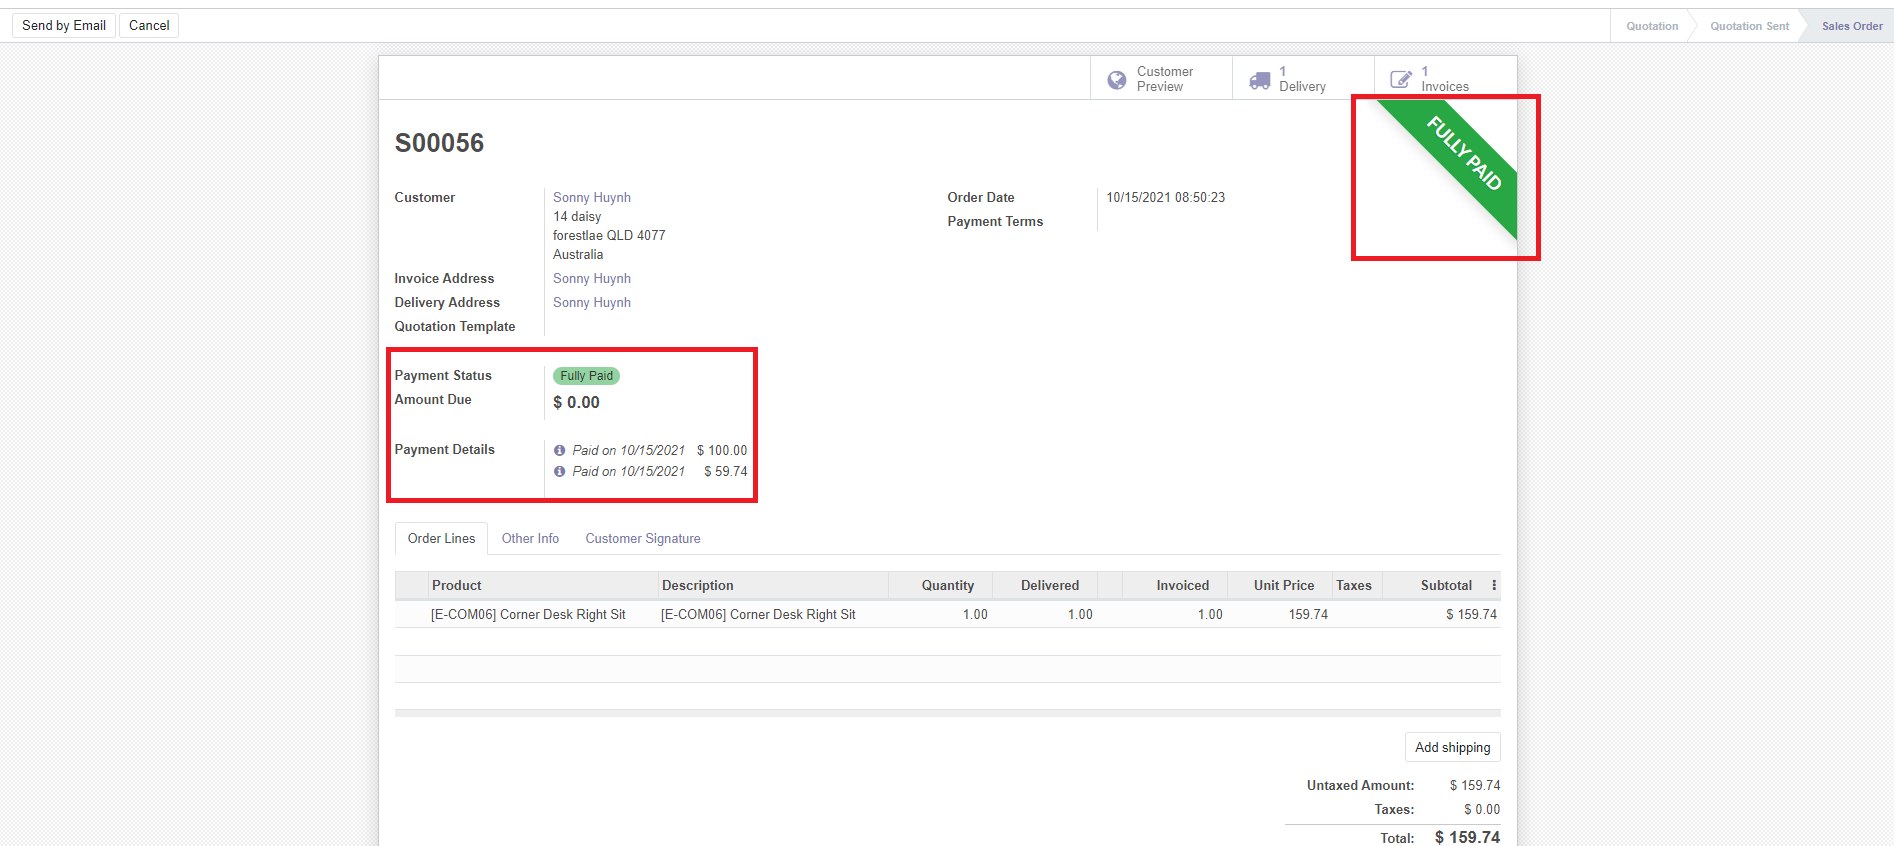 Send by Email Cancel Quotation Quotation Sent Sales Order
Customer Preview
1 Delivery
1 Invoices
FULLY PAID
S00056
Customer Sonny Huynh
14 daisy
forestlae QLD 4077
Australia
Order Date 10/15/2021 08:50:23
Payment Terms
Invoice Address Sonny Huynh
Delivery Address Sonny Huynh
Quotation Template
Payment Status Fully Paid
Amount Due $ 0.00
Payment Details Paid on 10/15/2021 $ 100.00
Paid on 10/15/2021 $ 59.74
Order Lines Other Info Customer Signature
Product Description Quantity Delivered Invoiced Unit Price Taxes Subtotal
[E-COM06] Corner Desk Right Sit [E-COM06] Corner Desk Right Sit 1.00 1.00 1.00 159.74 $ 159.74
Add shipping
Untaxed Amount: $ 159.74
Taxes: $ 0.00
Total: $ 159.74